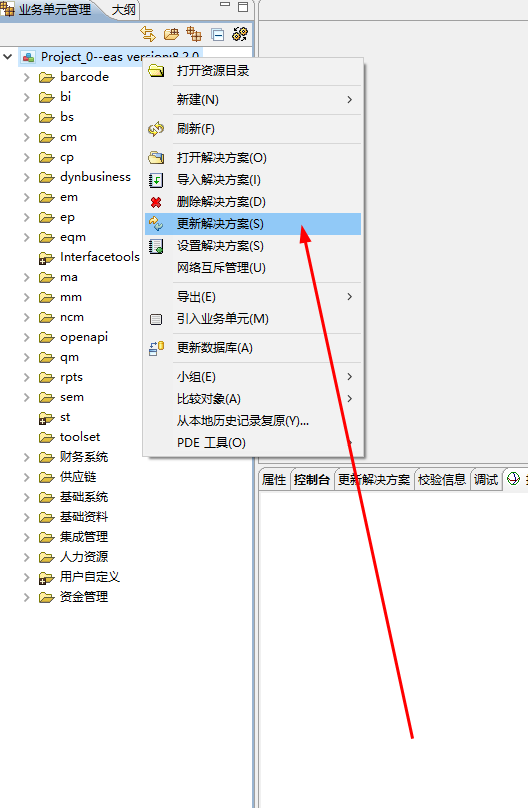 业务单元管理
大纲
Project_0--eas version:8.2.0
barcode
bi
bs
cm
cp
dynbusiness
em
ep
eqm
Interfacetools
ma
mm
ncm
openapi
qm
rpts
sem
st
toolset
财务系统
供应链
基础系统
基础资料
集成管理
人力资源
用户自定义
资金管理
打开资源目录
新建(N)
刷新(F)
打开解决方案(O)
导入解决方案(I)
删除解决方案(D)
更新解决方案(S)
设置解决方案(S)
网络互斥管理(U)
导出(E)
引入业务单元(M)
更新数据库(A)
小组(E)
比较对象(A)
从本地历史记录复原(Y)...
PDE 工具(O)
属性
控制台
更新解决方案
校验信息
调试